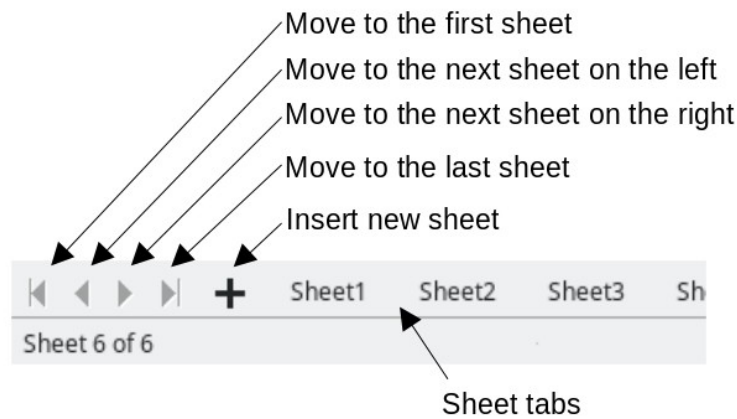 Move to the first sheet
Move to the next sheet on the left
Move to the next sheet on the right
Move to the last sheet
Insert new sheet
Sheet1 Sheet2 Sheet3 Sh
Sheet 6 of 6
Sheet tabs